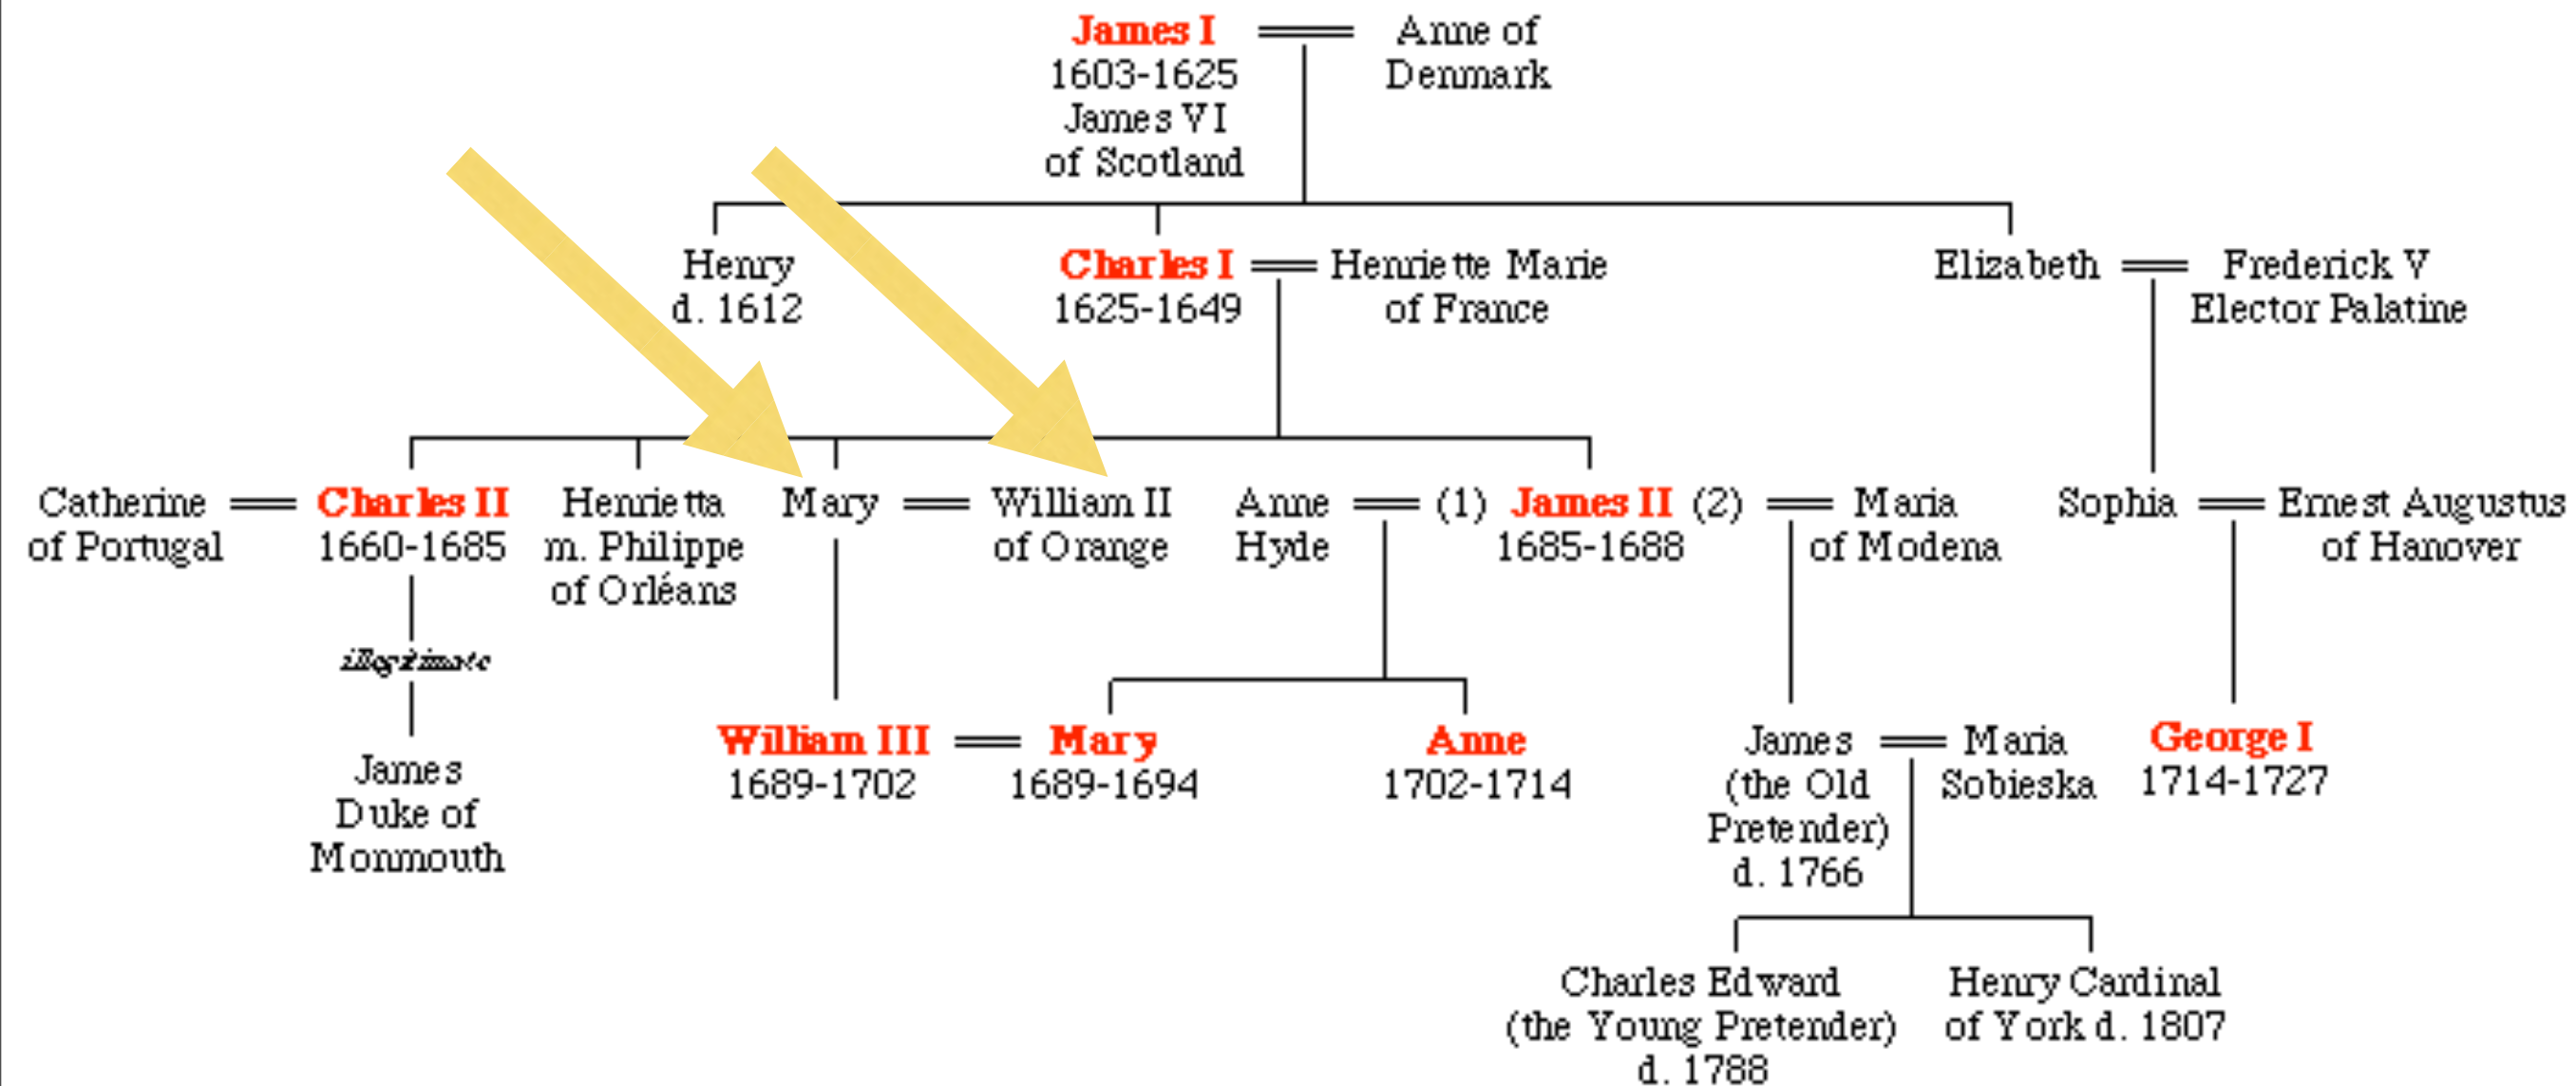 James I
1603-1625
James VI
of Scotland
Anne of
Denmark
Henry
d. 1612
Charles I
1625-1649
Henriette Marie
of France
Elizabeth
Frederick V
Elector Palatine
Catherine
of Portugal
Charles II
1660-1685
Henrietta
m. Philippe
of Orléans
Mary
William II
of Orange
Anne
Hyde
(1) James II (2)
1685-1688
Maria
of Modena
Sophia
Ernest Augustus
of Hanover
illegitimate
James
Duke of
Monmouth
William III
1689-1702
Mary
1689-1694
Anne
1702-1714
James
(the Old
Pretender)
d. 1766
Maria
Sobieska
George I
1714-1727
Charles Edward
(the Young Pretender)
d. 1788
Henry Cardinal
of York d. 1807